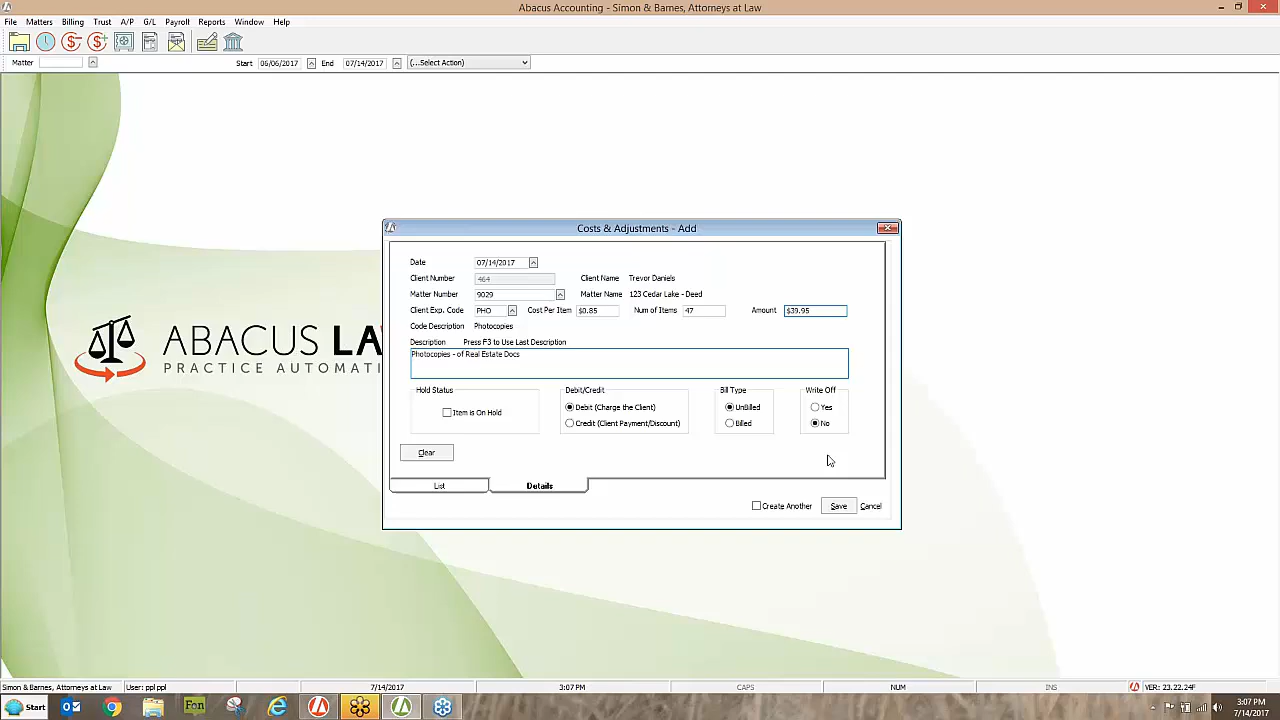 Abacus Accounting - Simon & Barnes, Attorneys at Law
File Matters Billing Trust A/P G/L Payroll Reports Window Help
Matter Start 06/06/2017 End 07/14/2017 (...Select Action)
Costs & Adjustments - Add
Date 07/14/2017
Client Number 464 Client Name Trevor Daniels
Matter Number 9029 Matter Name 123 Cedar Lake - Deed
Client Exp. Code PHO Cost Per Item $0.85 Num of Items 47 Amount $39.95
Code Description Photocopies
Description Press F3 to Use Last Description
Photocopies - of Real Estate Docs
Hold Status Debit/Credit Bill Type Write Off
Item is On Hold Debit (Charge the Client) UnBilled Yes
Credit (Client Payment/Discount) Billed No
Clear
List Details
Create Another Save Cancel
ABACUS LA
PRACTICE AUTOMATI
Simon & Barnes, Attorneys at Law User: ppl ppl 7/14/2017 3:07 PM CAPS NUM INS VER: 23.22.24F
Start Fon 3:07 PM
7/14/2017